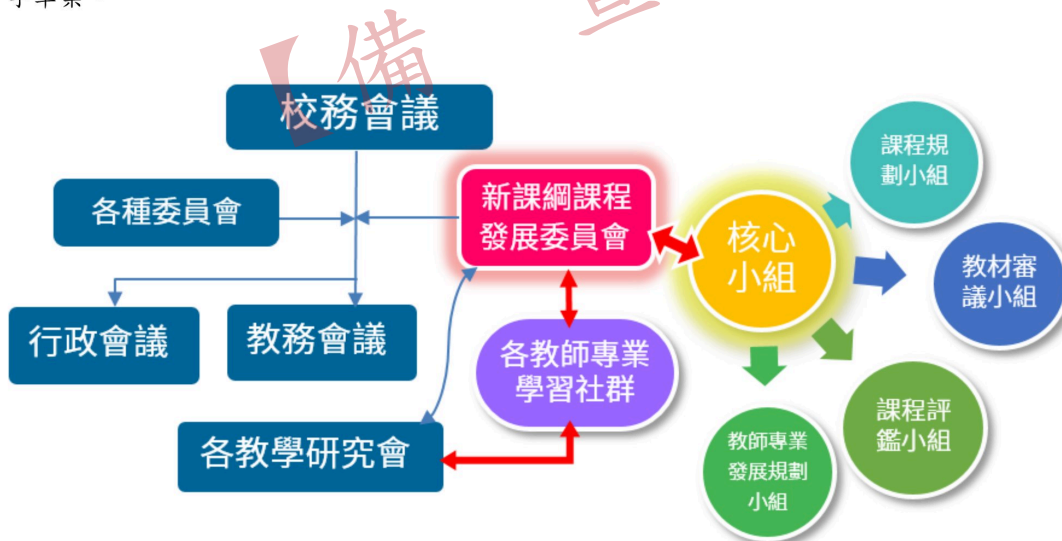 【備
校務會議
各種委員會
新課綱課程
發展委員會
核心
小組
課程規
劃小組
教材審
議小組
行政會議
教務會議
各教師專業
學習社群
課程評
鑑小組
各教學研究會
教師專業
發展規劃
小組